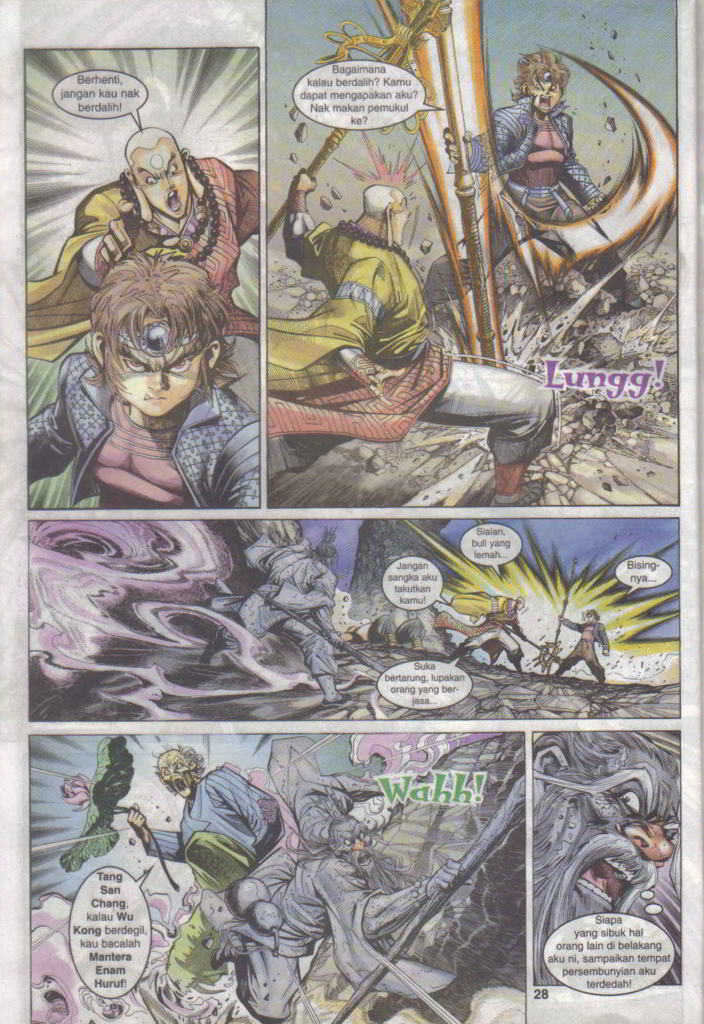 Berhenti,
jangan kau nak
berdalih!
Bagaimana
kalau berdalih? Kamu
dapat mengapakan aku?
Nak makan pemukul
ke?
Lungg!
Jangan
sangka aku
takutkan
kamu!
Sialan,
buli yang
lemah...
Bising-
nya...
Suka
bertarung, lupakan
orang yang ber-
jasa...
Wahh!
Tang
San
Chang,
kalau Wu
Kong berdegil,
kau bacalah
Mantera
Enam
Huruf!
Siapa
yang sibuk hal
orang lain di belakang
aku ni, sampaikan tempat
persembunyian aku
terdedah!
28